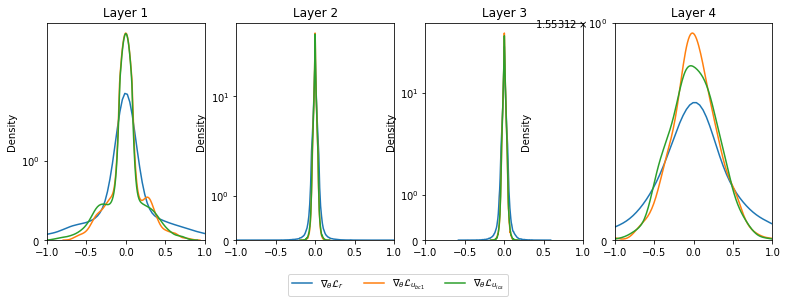 Layer 1 Layer 2 Layer 3 Layer 4
1.55312 × 10⁰
Density Density Density Density
10⁰ 10¹ 10⁰ 10¹ 10⁰
0 0 0 0
−1.0 −0.5 0.0 0.5 1.0 −1.0 −0.5 0.0 0.5 1.0 −1.0 −0.5 0.0 0.5 1.0 −1.0 −0.5 0.0 0.5 1.0
∇θℒr ∇θℒu_bc1 ∇θℒu_ics